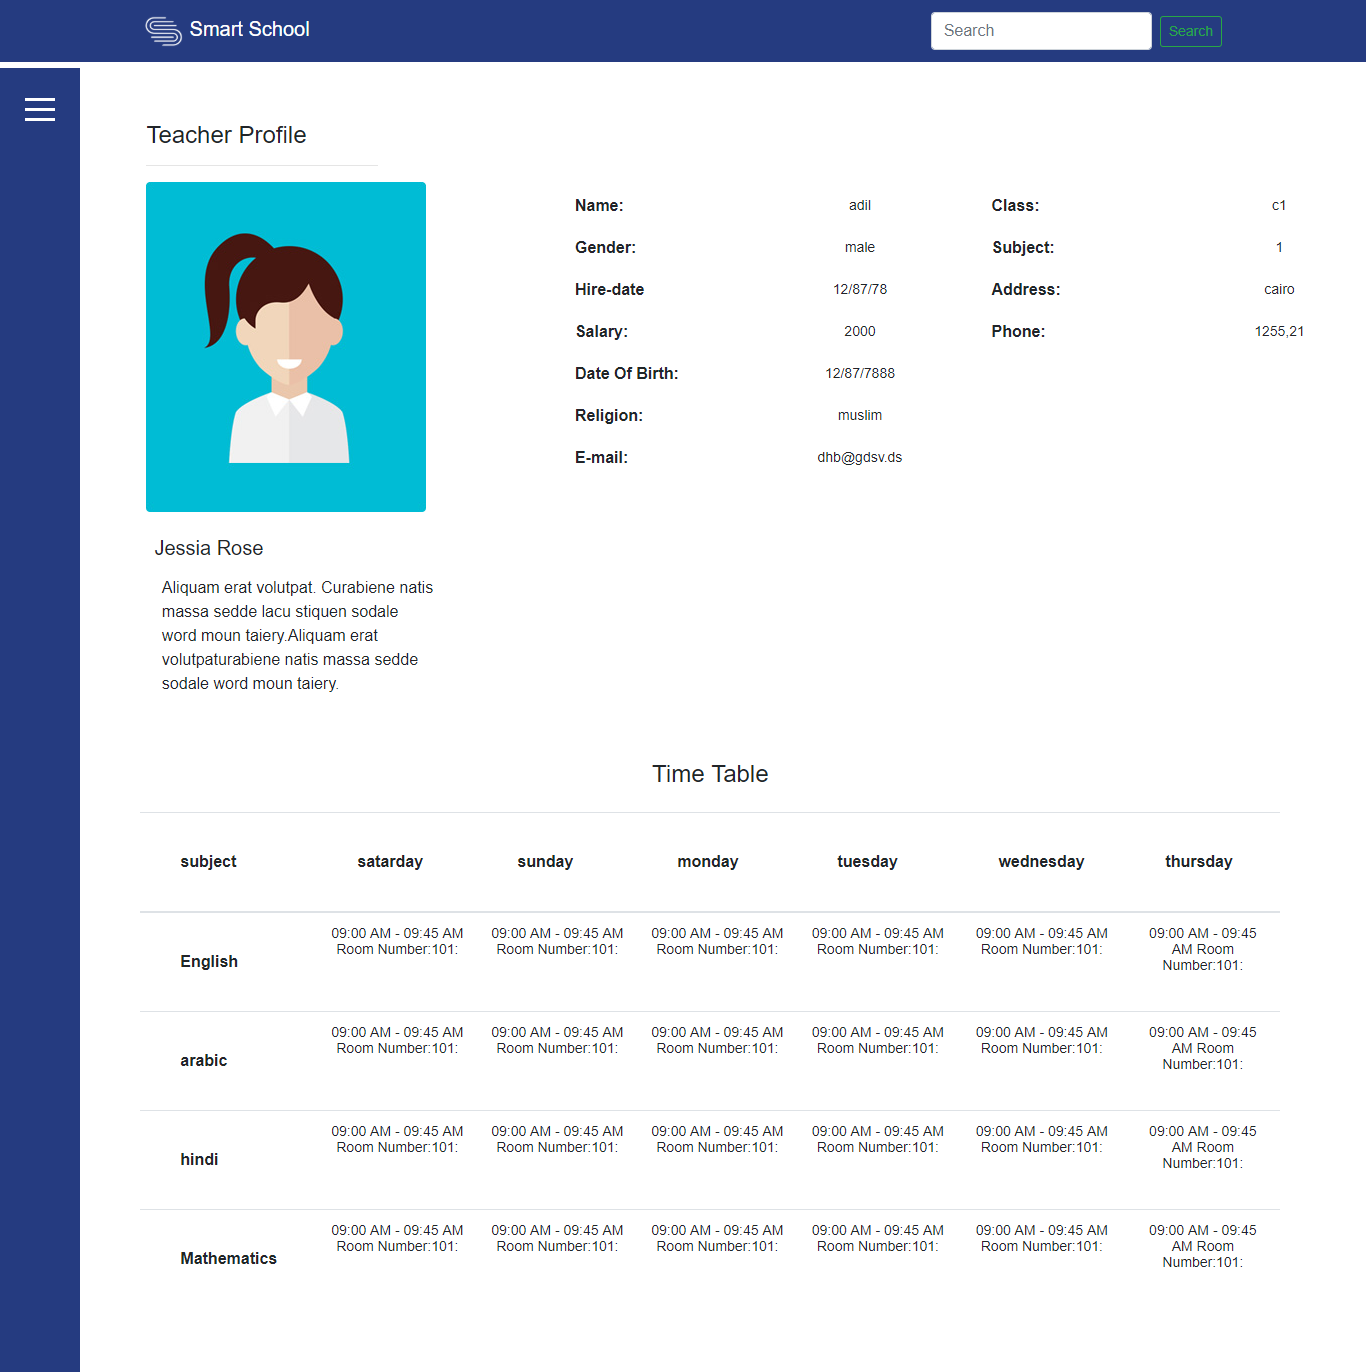 Smart School
Search
Search
Teacher Profile
Name: adil Class: c1
Gender: male Subject: 1
Hire-date 12/87/78 Address: cairo
Salary: 2000 Phone: 1255,21
Date Of Birth: 12/87/7888
Religion: muslim
E-mail: dhb@gdsv.ds
Jessia Rose
Aliquam erat volutpat. Curabiene natis
massa sedde lacu stiquen sodale
word moun taiery.Aliquam erat
volutpaturabiene natis massa sedde
sodale word moun taiery.
Time Table
subject satarday sunday monday tuesday wednesday thursday
09:00 AM - 09:45 AM 09:00 AM - 09:45 AM 09:00 AM - 09:45 AM 09:00 AM - 09:45 AM 09:00 AM - 09:45 AM 09:00 AM - 09:45
Room Number:101: Room Number:101: Room Number:101: Room Number:101: Room Number:101: AM Room
English Number:101:
09:00 AM - 09:45 AM 09:00 AM - 09:45 AM 09:00 AM - 09:45 AM 09:00 AM - 09:45 AM 09:00 AM - 09:45 AM 09:00 AM - 09:45
Room Number:101: Room Number:101: Room Number:101: Room Number:101: Room Number:101: AM Room
arabic Number:101:
09:00 AM - 09:45 AM 09:00 AM - 09:45 AM 09:00 AM - 09:45 AM 09:00 AM - 09:45 AM 09:00 AM - 09:45 AM 09:00 AM - 09:45
Room Number:101: Room Number:101: Room Number:101: Room Number:101: Room Number:101: AM Room
hindi Number:101:
09:00 AM - 09:45 AM 09:00 AM - 09:45 AM 09:00 AM - 09:45 AM 09:00 AM - 09:45 AM 09:00 AM - 09:45 AM 09:00 AM - 09:45
Room Number:101: Room Number:101: Room Number:101: Room Number:101: Room Number:101: AM Room
Mathematics Number:101: